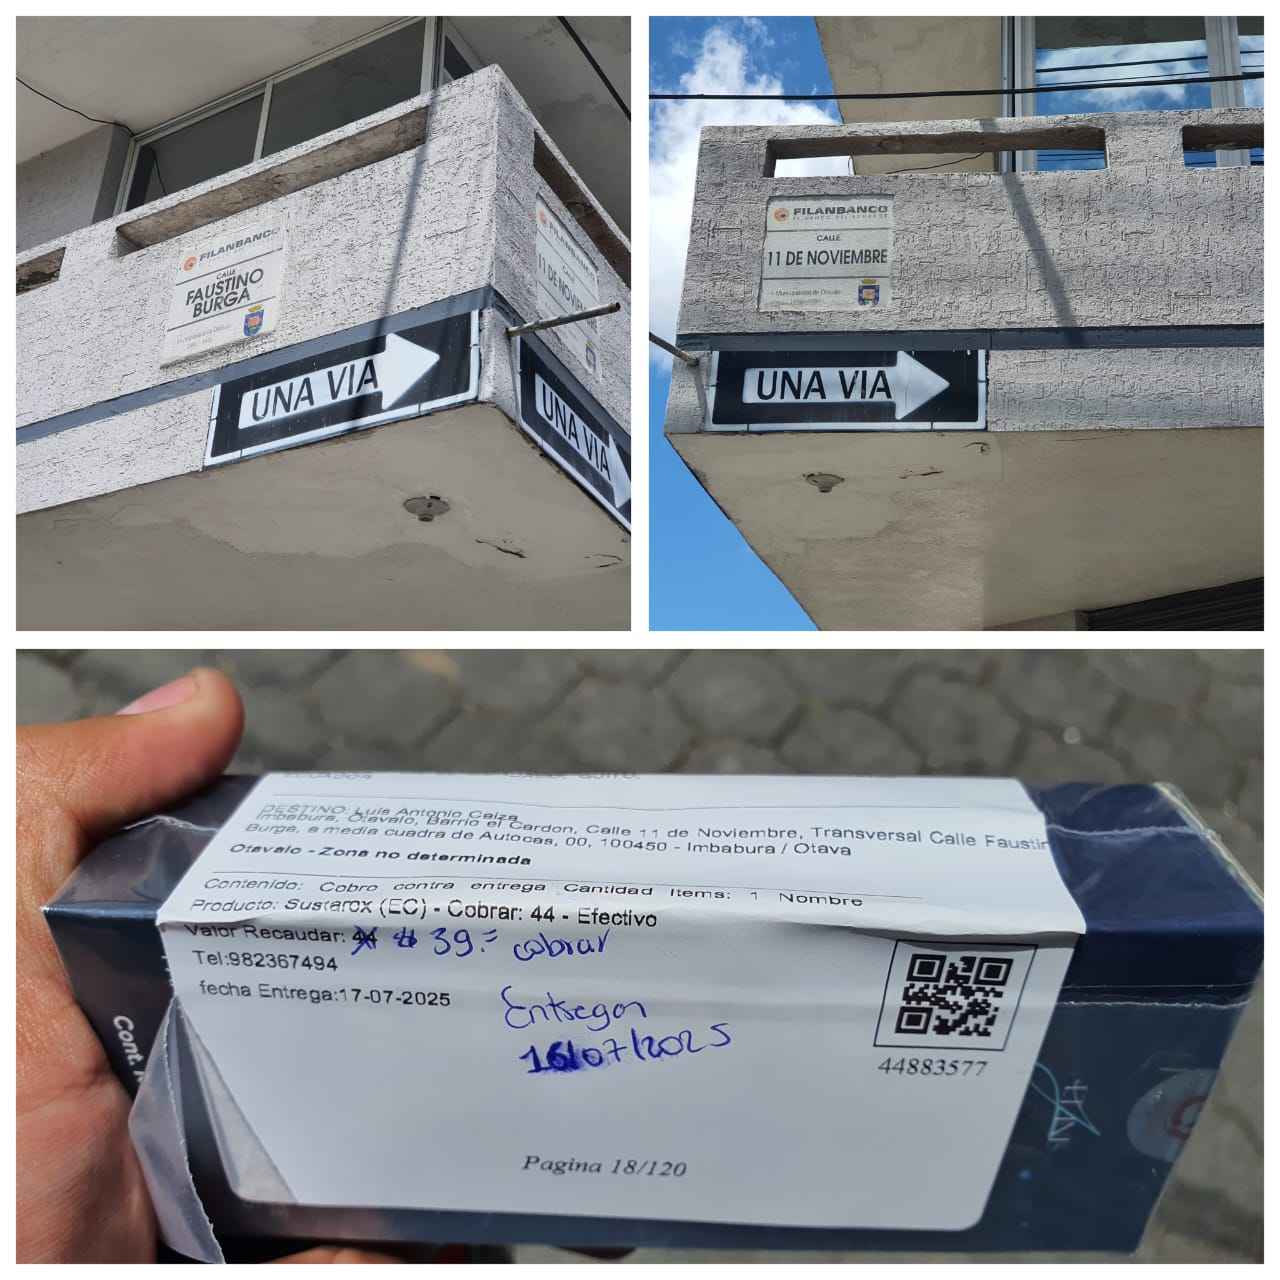 FILANBANCO
CALLE
FAUSTINO
BURGA
11 DE NOVIEM
UNA VIA
UNA VIA
FILANBANCO
CALLE
11 DE NOVIEMBRE
UNA VIA
ECUADOR
DESTINO: Luis Antonio Caiza
Imbabura, Otavalo, Barrio el Cardon, Calle 11 de Noviembre, Transversal Calle Faustin
Burga, a media cuadra de Autocas, 00, 100450 - Imbabura / Otava
Otavalo - Zona no determinada
Contenido: Cobro contra entrega Cantidad Items: 1 Nombre
Producto: Sustarox (EC) - Cobrar: 44 - Efectivo
Valor Recaudar: 44 $ 39.= cobrar
Tel:982367494
fecha Entrega:17-07-2025
Entregar
16/07/2025
44883577
Pagina 18/120
Cont.